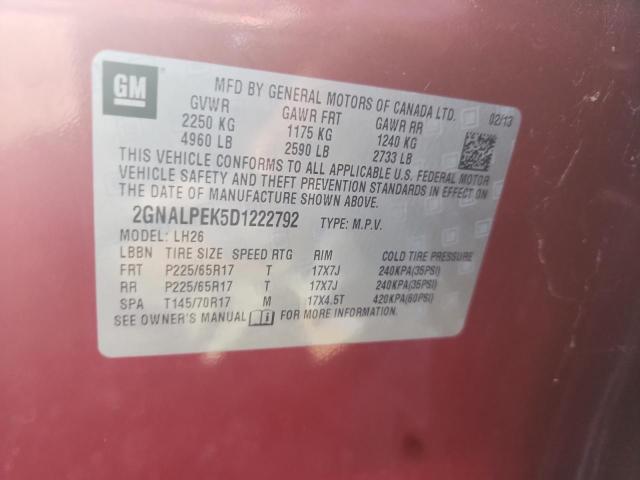 GM
MFD BY GENERAL MOTORS OF CANADA LTD.
02/13
GVWR GAWR FRT GAWR RR
2250 KG 1175 KG 1240 KG
4960 LB 2590 LB 2733 LB
THIS VEHICLE CONFORMS TO ALL APPLICABLE U.S. FEDERAL MOTOR
VEHICLE SAFETY AND THEFT PREVENTION STANDARDS IN EFFECT ON
THE DATE OF MANUFACTURE SHOWN ABOVE.
2GNALPEK5D1222792 TYPE: M.P.V.
MODEL: LH26
LBBN TIRE SIZE SPEED RTG RIM COLD TIRE PRESSURE
FRT P225/65R17 T 17X7J 240KPA(35PSI)
RR P225/65R17 T 17X7J 240KPA(35PSI)
SPA T145/70R17 M 17X4.5T 420KPA(60PSI)
SEE OWNER'S MANUAL FOR MORE INFORMATION